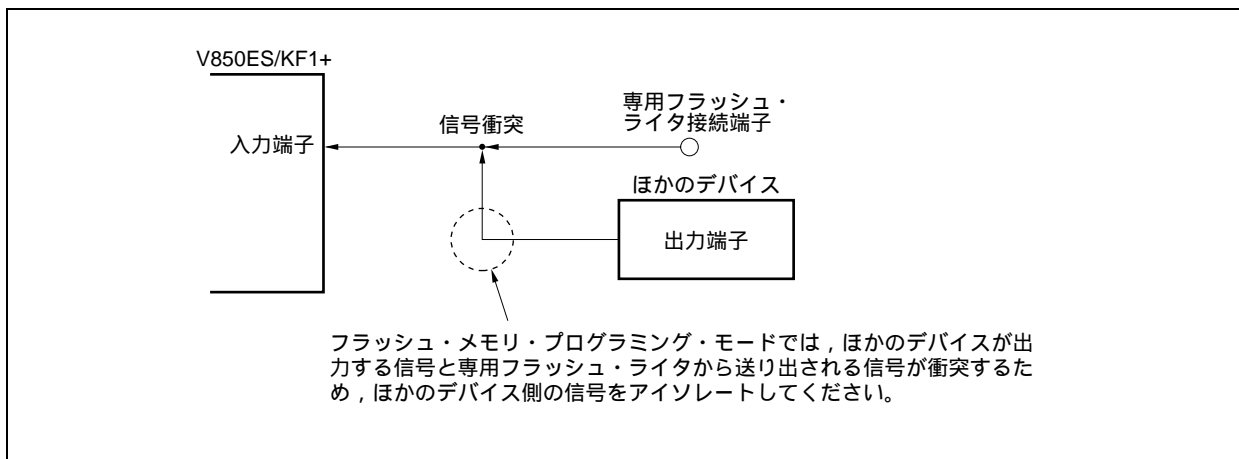 V850ES/KF1+
入力端子
信号衝突
専用フラッシュ・
ライタ接続端子
ほかのデバイス
出力端子
フラッシュ・メモリ・プログラミング・モードでは，ほかのデバイスが出
力する信号と専用フラッシュ・ライタから送り出される信号が衝突するた
め，ほかのデバイス側の信号をアイソレートしてください。